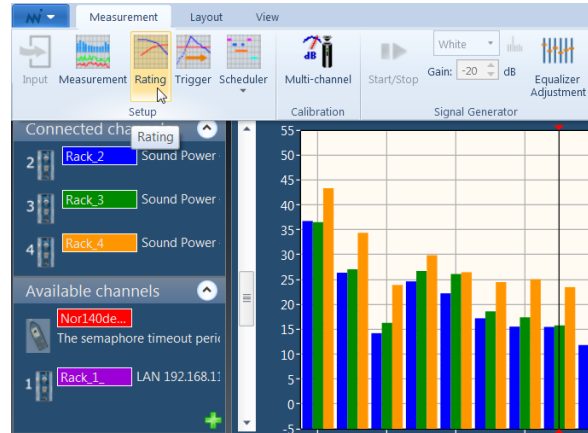 Measurement Layout View
Input Measurement Rating Trigger Scheduler
Setup
dB
Multi-channel
Calibration
Start/Stop
White
Gain: -20 dB
Signal Generator
Equalizer
Adjustment
Connected cha
Rating
2 Rack_2 Sound Power
3 Rack_3 Sound Power
4 Rack_4 Sound Power
Available channels
Nor140de...
The semaphore timeout peri
1 Rack_1_ LAN 192.168.11
55
50
45
40
35
30
25
20
15
10
5
0
-5